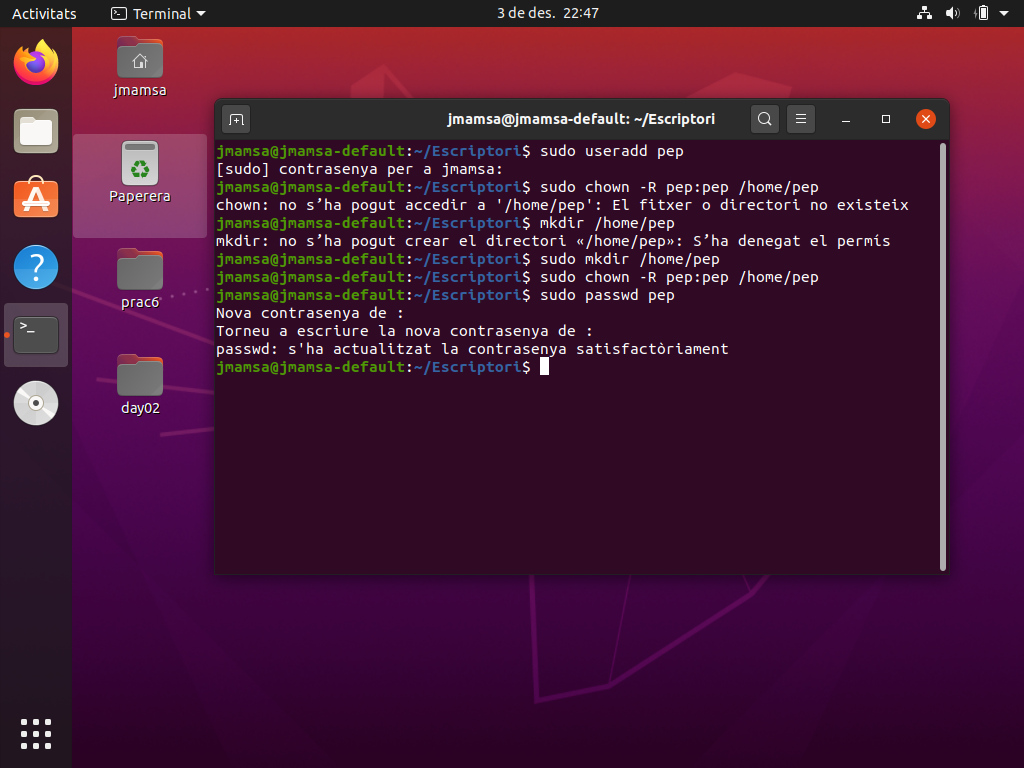 Activitats
Terminal
3 de des. 22:47
jmamsa
Paperera
prac6
day02
jmamsa@jmamsa-default: ~/Escriptori
jmamsa@jmamsa-default:~/Escriptori$ sudo useradd pep
[sudo] contrasenya per a jmamsa:
jmamsa@jmamsa-default:~/Escriptori$ sudo chown -R pep:pep /home/pep
chown: no s’ha pogut accedir a '/home/pep': El fitxer o directori no existeix
jmamsa@jmamsa-default:~/Escriptori$ mkdir /home/pep
mkdir: no s’ha pogut crear el directori «/home/pep»: S’ha denegat el permís
jmamsa@jmamsa-default:~/Escriptori$ sudo mkdir /home/pep
jmamsa@jmamsa-default:~/Escriptori$ sudo chown -R pep:pep /home/pep
jmamsa@jmamsa-default:~/Escriptori$ sudo passwd pep
Nova contrasenya de :
Torneu a escriure la nova contrasenya de :
passwd: s'ha actualitzat la contrasenya satisfactòriament
jmamsa@jmamsa-default:~/Escriptori$